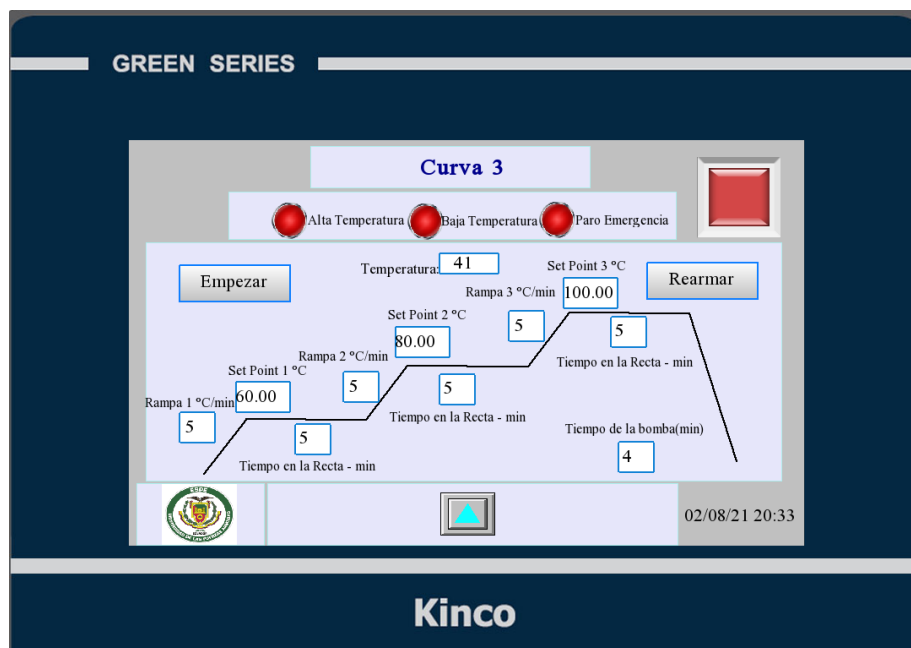 GREEN SERIES
Curva 3
Alta Temperatura
Baja Temperatura
Paro Emergencia
Empezar
Temperatura:
41
Set Point 3 °C
Rearmar
Rampa 3 °C/min
100.00
Set Point 2 °C
5
5
80.00
Rampa 2 °C/min
Tiempo en la Recta - min
Set Point 1 °C
5
5
Rampa 1 °C/min
60.00
Tiempo en la Recta - min
5
5
Tiempo de la bomba(min)
Tiempo en la Recta - min
4
ESPE
02/08/21 20:33
Kinco